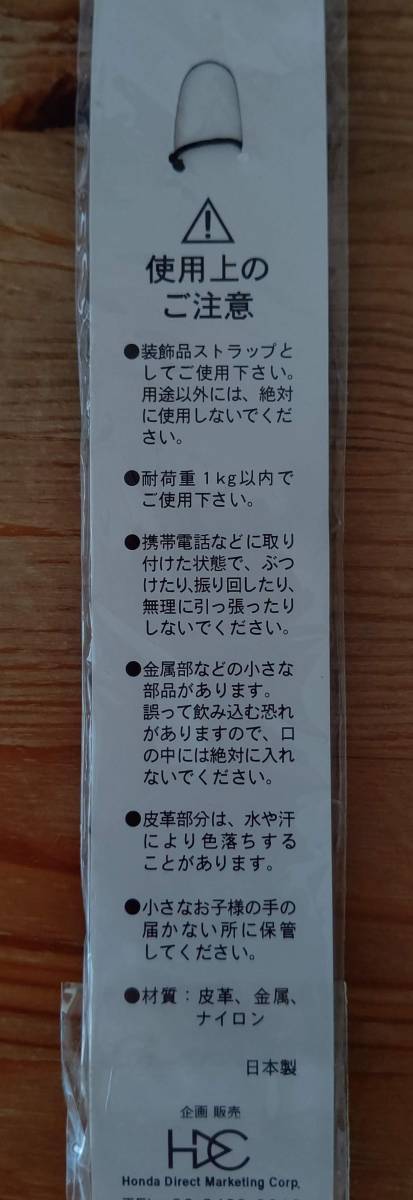 使用上の
ご注意
●装飾品ストラップと
してご使用下さい。
用途以外には、絶対
に使用しないでくだ
さい。
●耐荷重1kg以内で
ご使用下さい。
●携帯電話などに取り
付けた状態で、ぶつ
けたり、振り回したり、
無理に引っ張ったり
しないでください。
●金属部などの小さな
部品があります。
誤って飲み込む恐れ
がありますので、口
の中には絶対に入れ
ないでください。
●皮革部分は、水や汗
により色落ちする
ことがあります。
●小さなお子様の手の
届かない所に保管
してください。
●材質：皮革、金属、
ナイロン
日本製
企画 販売
HDC
Honda Direct Marketing Corp.